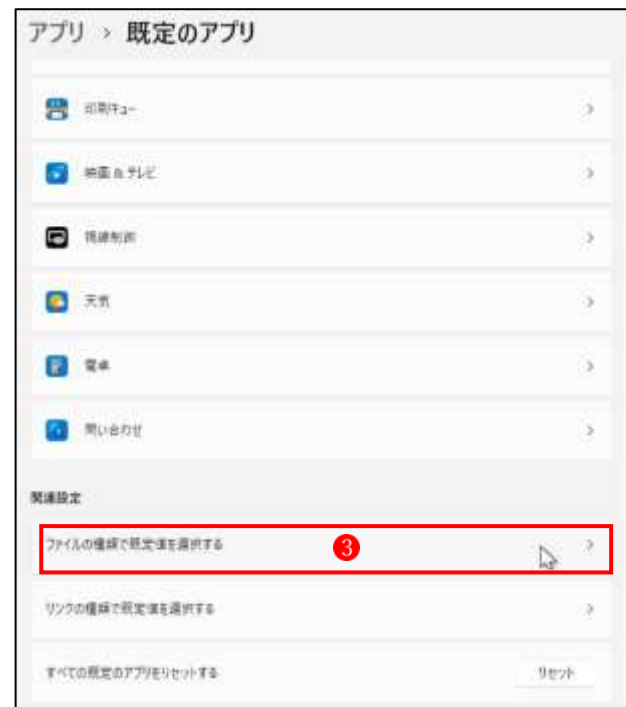 アプリ > 既定のアプリ
印刷キュー
映画 & テレビ
視線制御
天気
電卓
問い合わせ
関連設定
ファイルの種類で既定値を選択する
3
リンクの種類で既定値を選択する
すべての既定のアプリをリセットする
リセット